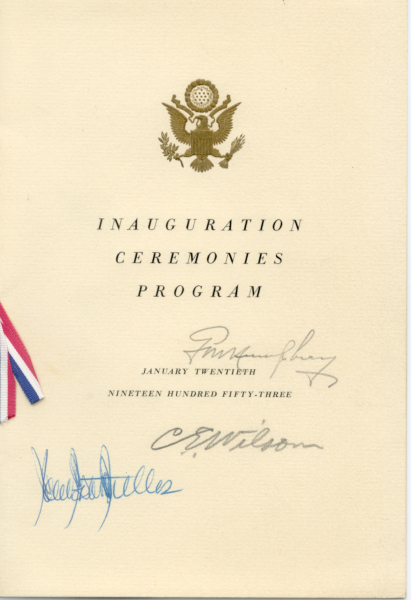 INAUGURATION
CEREMONIES
PROGRAM
JANUARY TWENTIETH
NINETEEN HUNDRED FIFTY-THREE
C.E. Wilson